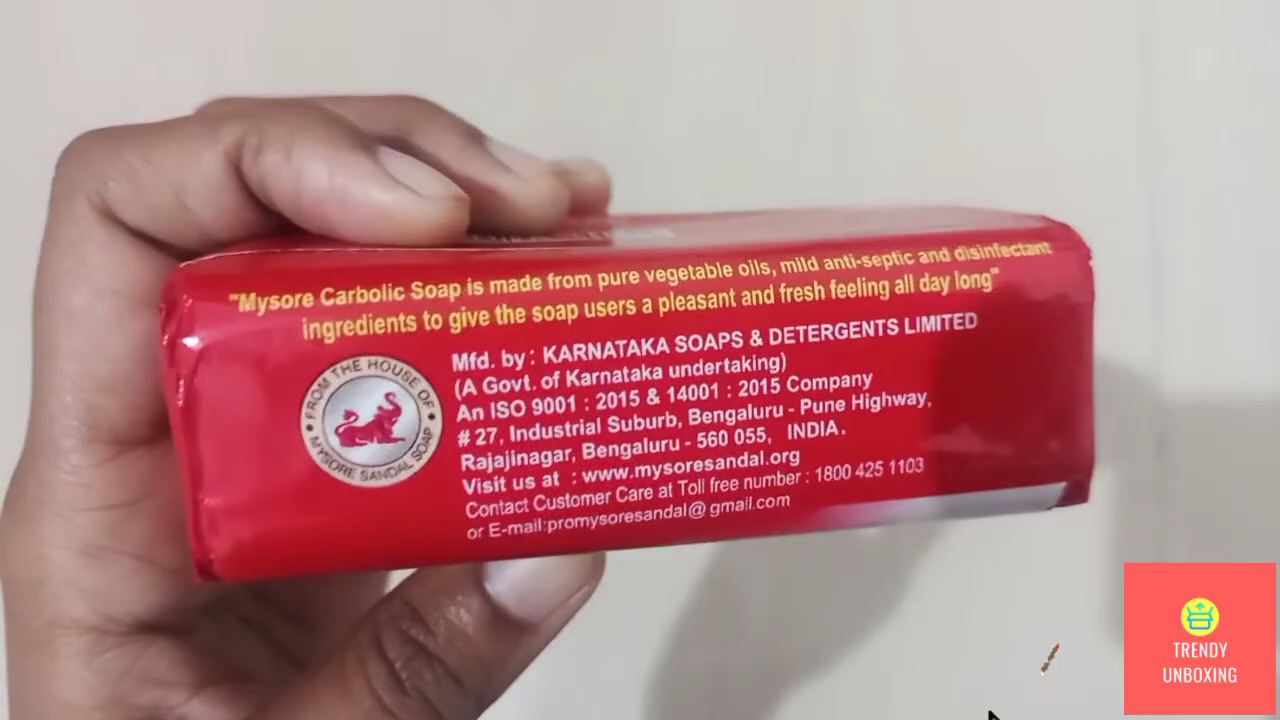 "Mysore Carbolic Soap is made from pure vegetable oils, mild anti-septic and disinfectant
ingredients to give the soap users a pleasant and fresh feeling all day long"
FROM THE HOUSE OF
MYSORE SANDAL SOAP
Mfd. by : KARNATAKA SOAPS & DETERGENTS LIMITED
(A Govt. of Karnataka undertaking)
An ISO 9001 : 2015 & 14001 : 2015 Company
# 27, Industrial Suburb, Bengaluru - Pune Highway,
Rajajinagar, Bengaluru - 560 055, INDIA.
Visit us at : www.mysoresandal.org
Contact Customer Care at Toll free number : 1800 425 1103
or E-mail:promysoresandal@gmail.com
TRENDY
UNBOXING